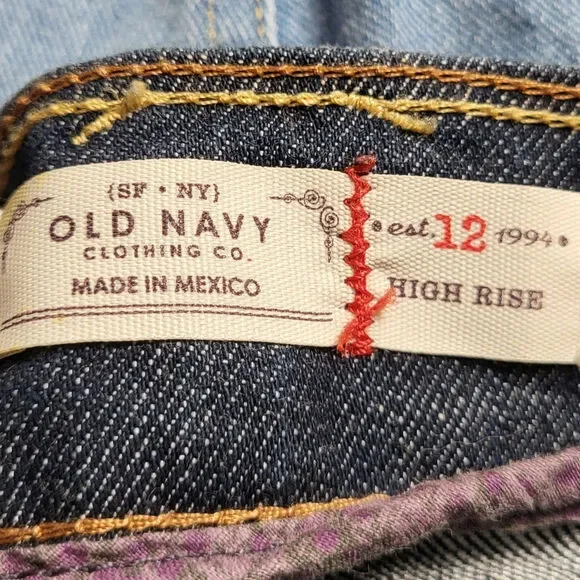 {SF • NY}
OLD NAVY
CLOTHING CO.
MADE IN MEXICO
•est. 12 1994•
HIGH RISE